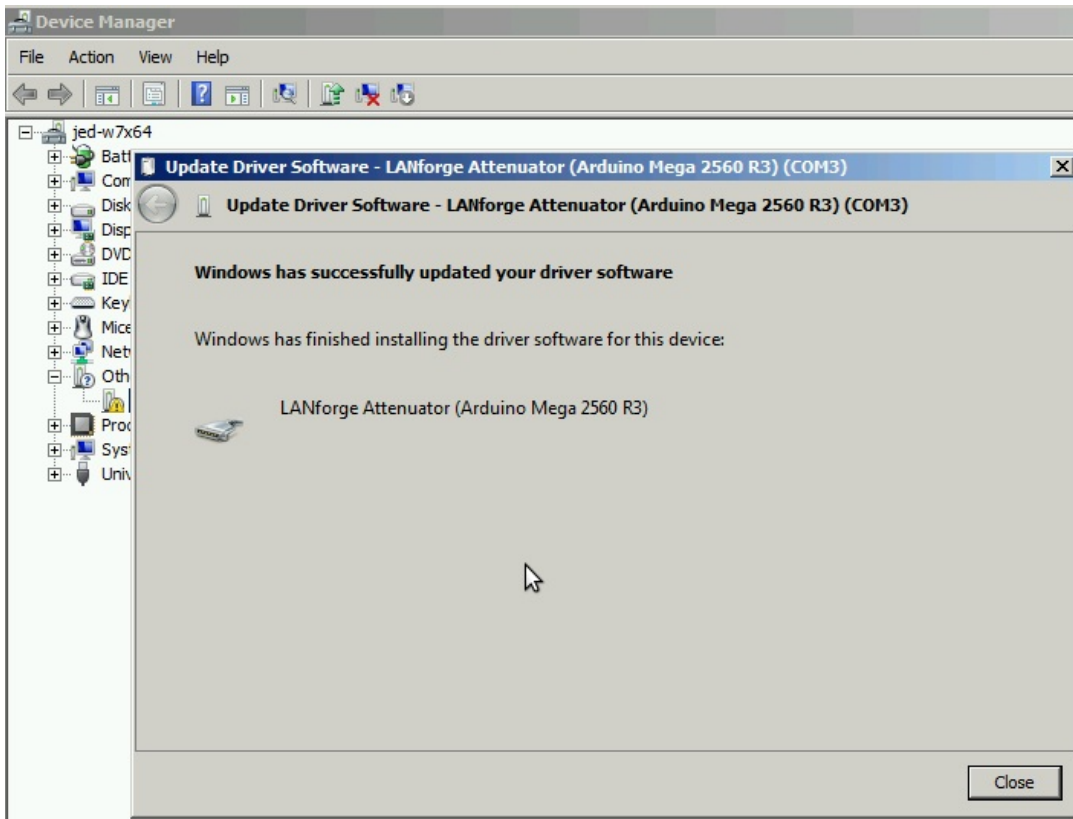 Device Manager
File Action View Help
jed-w7x64
Batt
Com
Disk
Disp
DVD
IDE
Key
Mice
Netw
Oth
Proc
Sys
Univ
Update Driver Software - LANforge Attenuator (Arduino Mega 2560 R3) (COM3)
Update Driver Software - LANforge Attenuator (Arduino Mega 2560 R3) (COM3)
Windows has successfully updated your driver software
Windows has finished installing the driver software for this device:
LANforge Attenuator (Arduino Mega 2560 R3)
Close